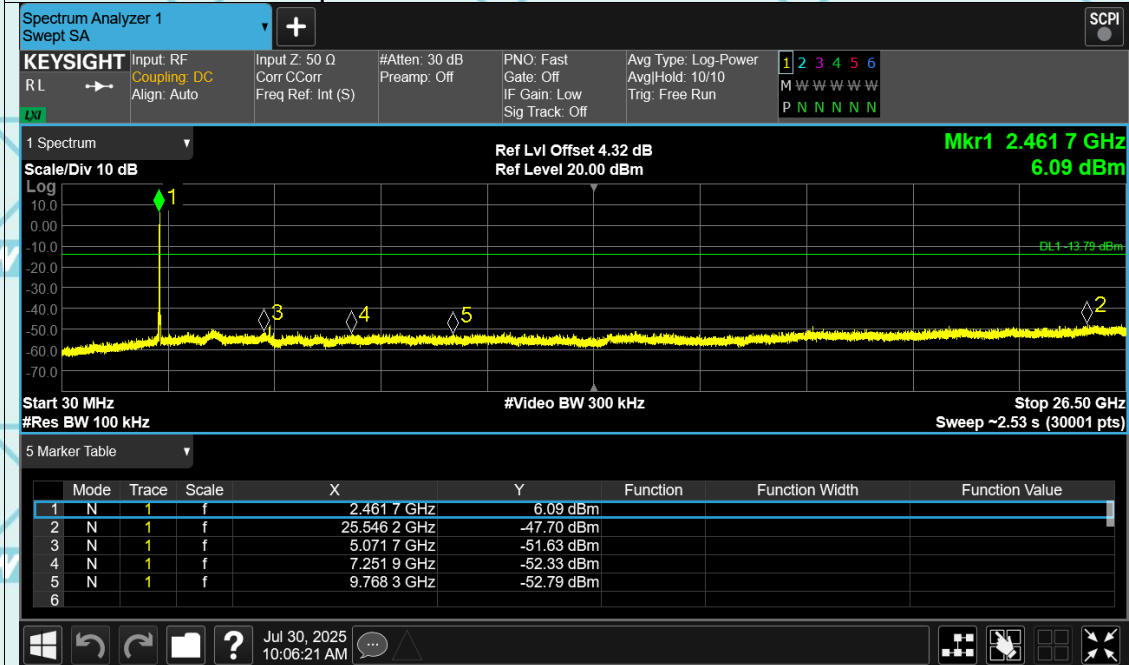 Spectrum Analyzer 1
Swept SA
+
SCPI
KEYSIGHT
R L
LXI
Input: RF
Coupling: DC
Align: Auto
Input Z: 50 Ω
Corr CCorr
Freq Ref: Int (S)
#Atten: 30 dB
Preamp: Off
PNO: Fast
Gate: Off
IF Gain: Low
Sig Track: Off
Avg Type: Log-Power
Avg|Hold: 10/10
Trig: Free Run
1 2 3 4 5 6
M W W W W W
P N N N N N
1 Spectrum
Scale/Div 10 dB
Ref Lvl Offset 4.32 dB
Ref Level 20.00 dBm
Mkr1 2.461 7 GHz
6.09 dBm
Log
10.0
0.00
-10.0
-20.0
-30.0
-40.0
-50.0
-60.0
-70.0
1
DL1 -13.79 dBm
3
4
5
2
Start 30 MHz
#Video BW 300 kHz
Stop 26.50 GHz
#Res BW 100 kHz
Sweep ~2.53 s (30001 pts)
5 Marker Table
Mode Trace Scale X Y Function Function Width Function Value
1 N 1 f 2.461 7 GHz 6.09 dBm
2 N 1 f 25.546 2 GHz -47.70 dBm
3 N 1 f 5.071 7 GHz -51.63 dBm
4 N 1 f 7.251 9 GHz -52.33 dBm
5 N 1 f 9.768 3 GHz -52.79 dBm
6
?
Jul 30, 2025
10:06:21 AM